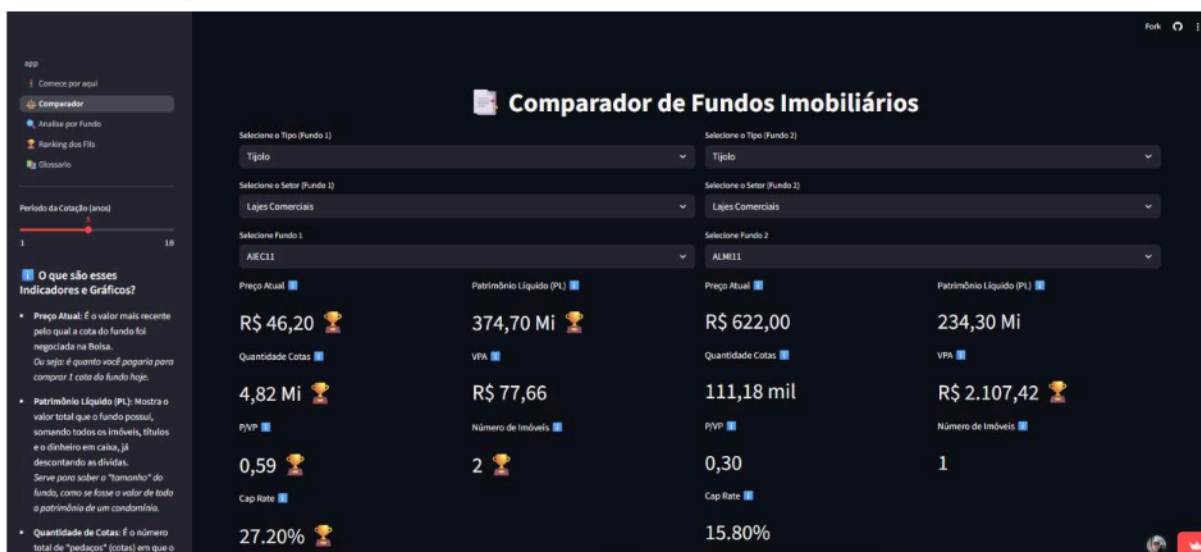 Fork
app
Comece por aqui
Comparador
Analise por Fundo
Ranking dos FIIs
Glossario
Período da Cotação (anos)
5
1 10
O que são esses
Indicadores e Gráficos?
Preço Atual: É o valor mais recente
pelo qual a cota do fundo foi
negociada na Bolsa.
Ou seja: é quanto você pagaria para
comprar 1 cota do fundo hoje.
Patrimônio Líquido (PL): Mostra o
valor total que o fundo possui,
somando todos os imóveis, títulos
e o dinheiro em caixa, já
descontando as dívidas.
Serve para saber o "tamanho" do
fundo, como se fosse o valor de todo
o patrimônio de um condomínio.
Quantidade de Cotas: É o número
total de "pedaços" (cotas) em que o
Comparador de Fundos Imobiliários
Selecione o Tipo (Fundo 1) Selecione o Tipo (Fundo 2)
Tijolo Tijolo
Selecione o Setor (Fundo 1) Selecione o Setor (Fundo 2)
Lajes Comerciais Lajes Comerciais
Selecione Fundo 1 Selecione Fundo 2
AIEC11 ALMI11
Preço Atual Patrimônio Líquido (PL) Preço Atual Patrimônio Líquido (PL)
R$ 46,20 374,70 Mi R$ 622,00 234,30 Mi
Quantidade Cotas VPA Quantidade Cotas VPA
4,82 Mi R$ 77,66 111,18 mil R$ 2.107,42
P/VP Número de Imóveis P/VP Número de Imóveis
0,59 2 0,30 1
Cap Rate Cap Rate
27.20% 15.80%